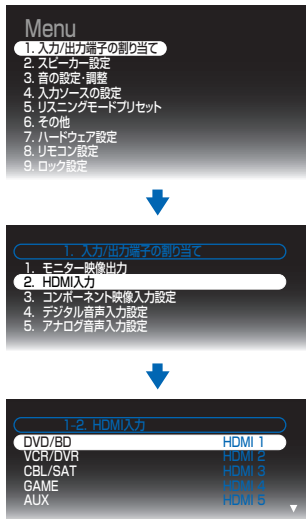 Menu
1. 入力/出力端子の割り当て
2. スピーカー設定
3. 音の設定・調整
4. 入力ソースの設定
5. リスニングモードプリセット
6. その他
7. ハードウェア設定
8. リモコン設定
9. ロック設定
1. 入力/出力端子の割り当て
1. モニター映像出力
2. HDMI入力
3. コンポーネント映像入力設定
4. デジタル音声入力設定
5. アナログ音声入力設定
1-2. HDMI入力
DVD/BD HDMI 1
VCR/DVR HDMI 2
CBL/SAT HDMI 3
GAME HDMI 4
AUX HDMI 5